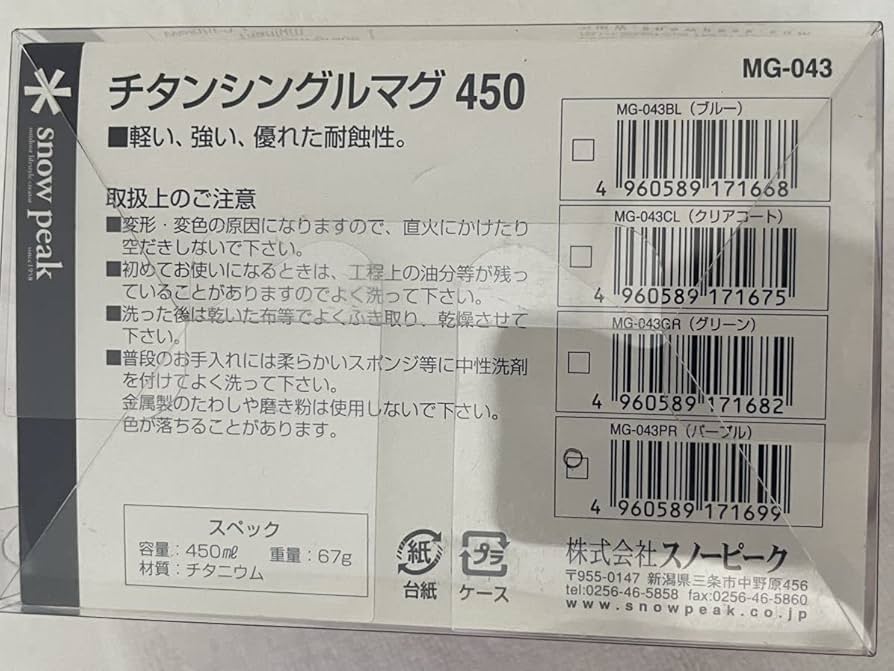 snow peak
outdoor lifestyle creator
since1958
チタンシングルマグ 450
■軽い、強い、優れた耐蝕性。
取扱上のご注意
■変形・変色の原因になりますので、直火にかけたり
空だきしないで下さい。
■初めてお使いになるときは、工程上の油分等が残っ
ていることがありますのでよく洗って下さい。
■洗った後は乾いた布等でよくふき取り、乾燥させて
下さい。
■普段のお手入れには柔らかいスポンジ等に中性洗剤
を付けてよく洗って下さい。
金属製のたわしや磨き粉は使用しないで下さい。
色が落ちることがあります。
スペック
容量:450㎖ 重量:67g
材質:チタニウム
紙
台紙
プラ
ケース
MG-043
MG-043BL(ブルー)
4 960589 171668
MG-043CL(クリアコート)
4 960589 171675
MG-043GR(グリーン)
4 960589 171682
MG-043PR(パープル)
4 960589 171699
株式会社スノーピーク
〒955-0147 新潟県三条市中野原456
tel:0256-46-5858 fax:0256-46-5860
www.snowpeak.co.jp